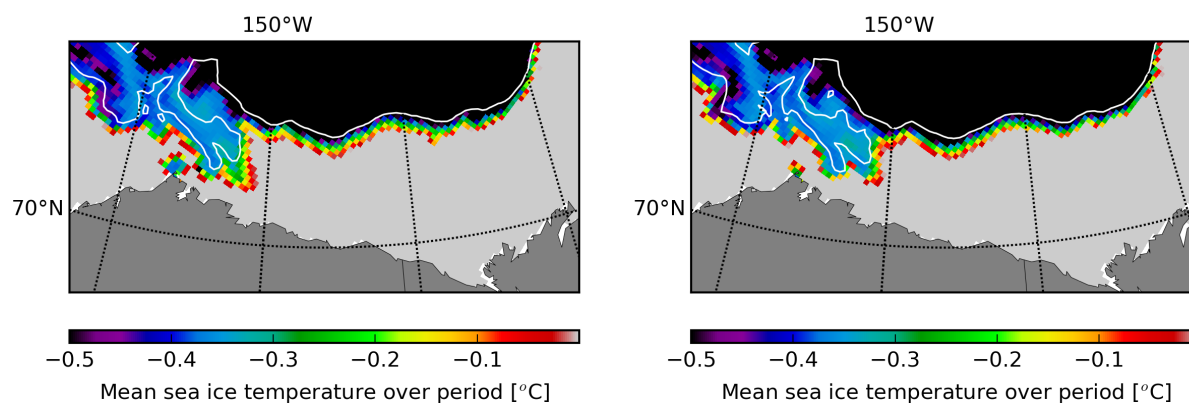 150°W 150°W
70°N 70°N
−0.5 −0.4 −0.3 −0.2 −0.1 −0.5 −0.4 −0.3 −0.2 −0.1
Mean sea ice temperature over period [°C] Mean sea ice temperature over period [°C]